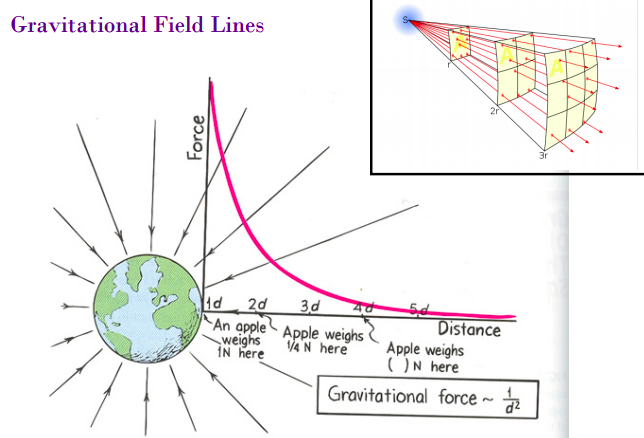 Gravitational Field Lines
S
A
A
A
r
2r
3r
Force
1d 2d 3d 4d 5d
Distance
An apple
weighs
1N here
Apple weighs
1/4 N here
Apple weighs
( ) N here
Gravitational force ~ 1/d²